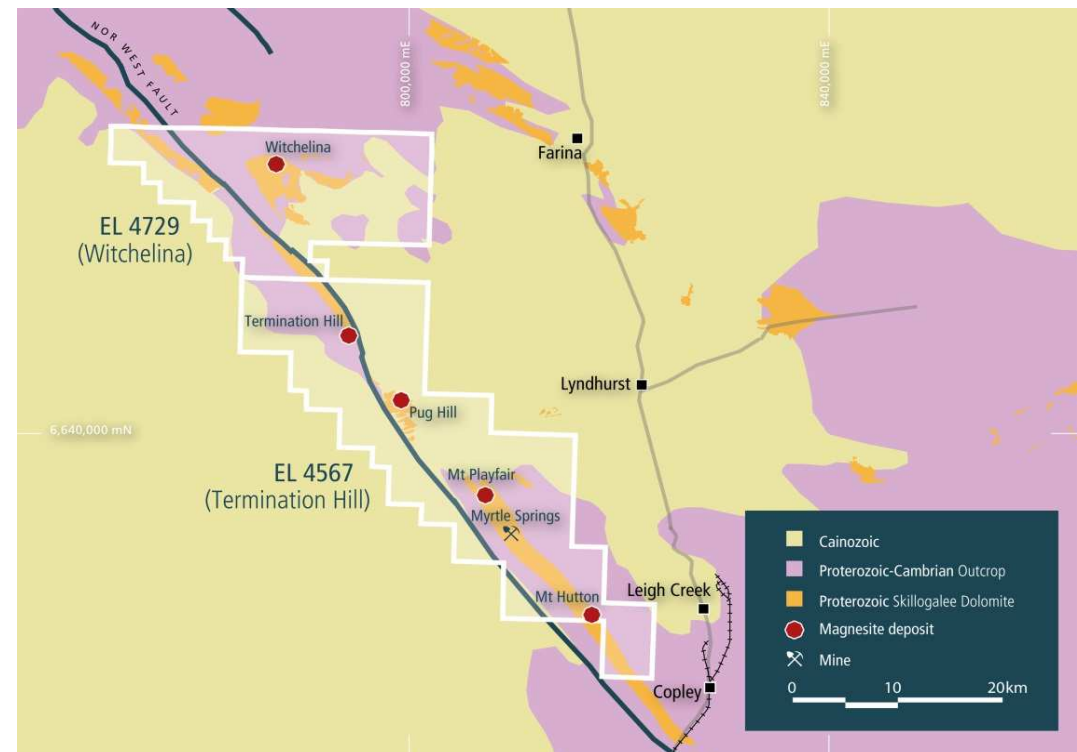 NOR WEST FAULT
800,000 mE
840,000 mE
Farina
Witchelina
EL 4729
(Witchelina)
Termination Hill
Lyndhurst
Pug Hill
6,640,000 mN
EL 4567
(Termination Hill)
Mt Playfair
Myrtle Springs
Mt Hutton
Leigh Creek
Copley
Cainozoic
Proterozoic-Cambrian Outcrop
Proterozoic Skillogalee Dolomite
Magnesite deposit
Mine
0 10 20km